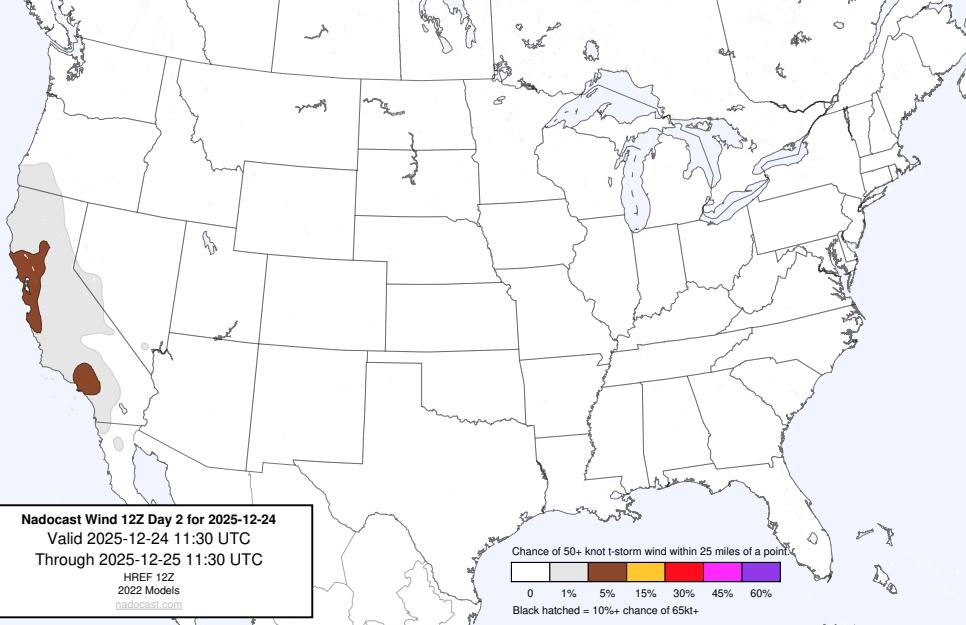 Nadocast Wind 12Z Day 2 for 2025-12-24
Valid 2025-12-24 11:30 UTC
Through 2025-12-25 11:30 UTC
HREF 12Z
2022 Models
nadocast.com
Chance of 50+ knot t-storm wind within 25 miles of a point.
0 1% 5% 15% 30% 45% 60%
Black hatched = 10%+ chance of 65kt+